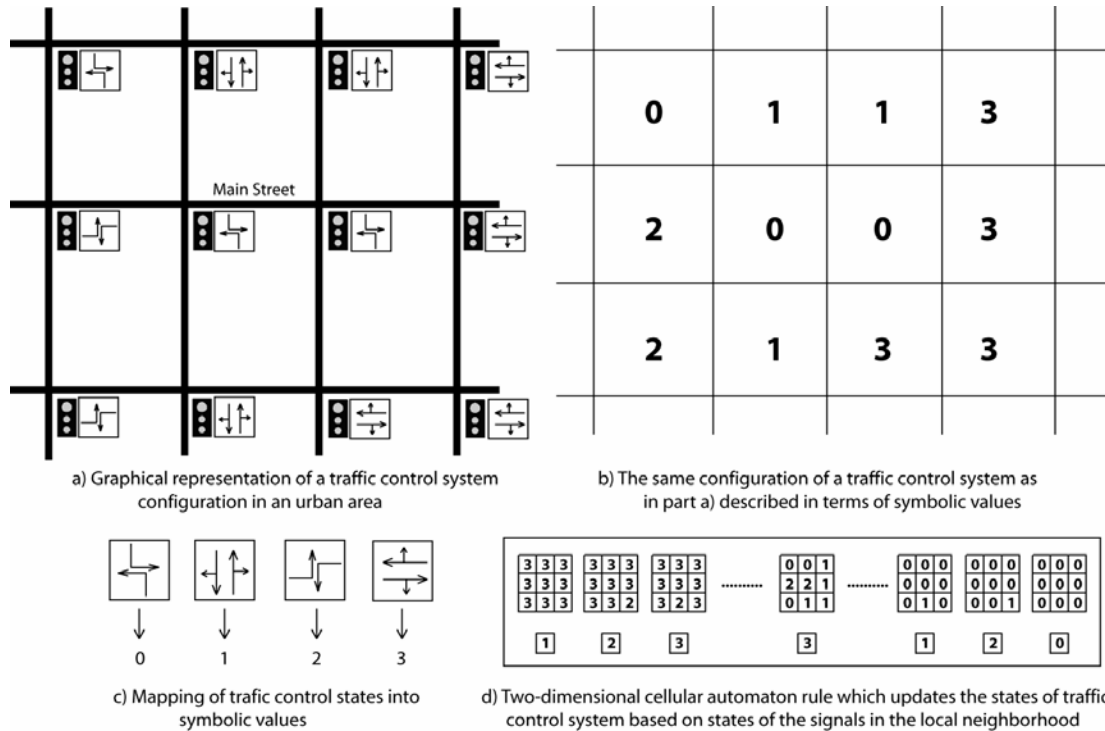 Main Street
0 1 1 3
2 0 0 3
2 1 3 3
a) Graphical representation of a traffic control system
configuration in an urban area
b) The same configuration of a traffic control system as
in part a) described in terms of symbolic values
0 1 2 3
c) Mapping of trafic control states into
symbolic values
3 3 3 3 3 3 3 3 3 0 0 1 0 0 0 0 0 0 0 0 0
3 3 3 3 3 3 3 3 3 .......... 2 2 1 .......... 0 0 0 0 0 0 0 0 0
3 3 3 3 3 2 3 2 3 0 1 1 0 1 0 0 0 1 0 0 0
1 2 3 3 1 2 0
d) Two-dimensional cellular automaton rule which updates the states of traffic
control system based on states of the signals in the local neighborhood